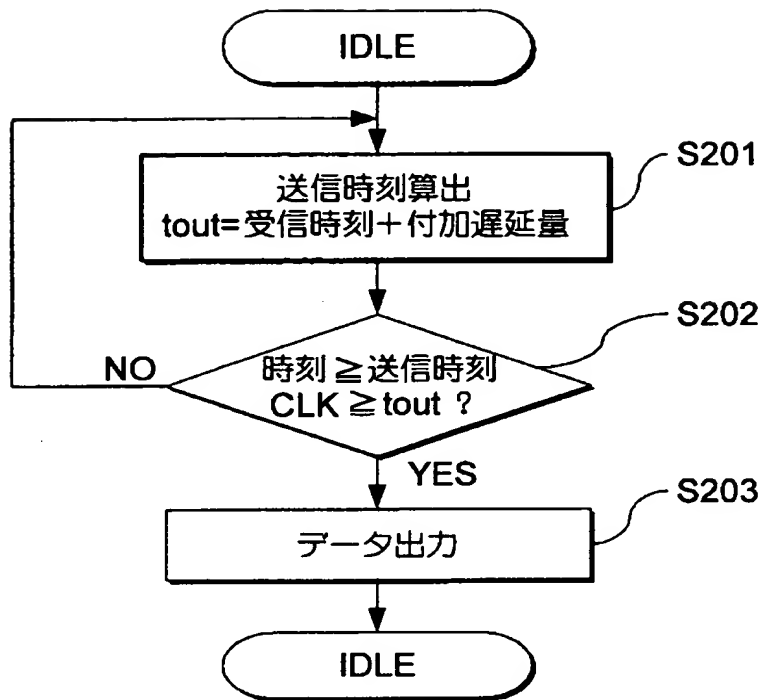 IDLE
送信時刻算出
tout=受信時刻＋付加遅延量
S201
時刻≧送信時刻
CLK≧tout ?
S202
NO
YES
データ出力
S203
IDLE